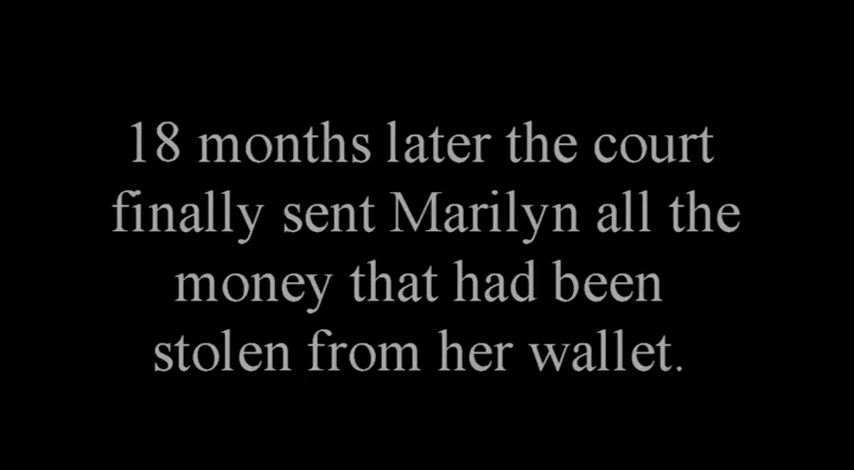 18 months later the court
finally sent Marilyn all the
money that had been
stolen from her wallet.